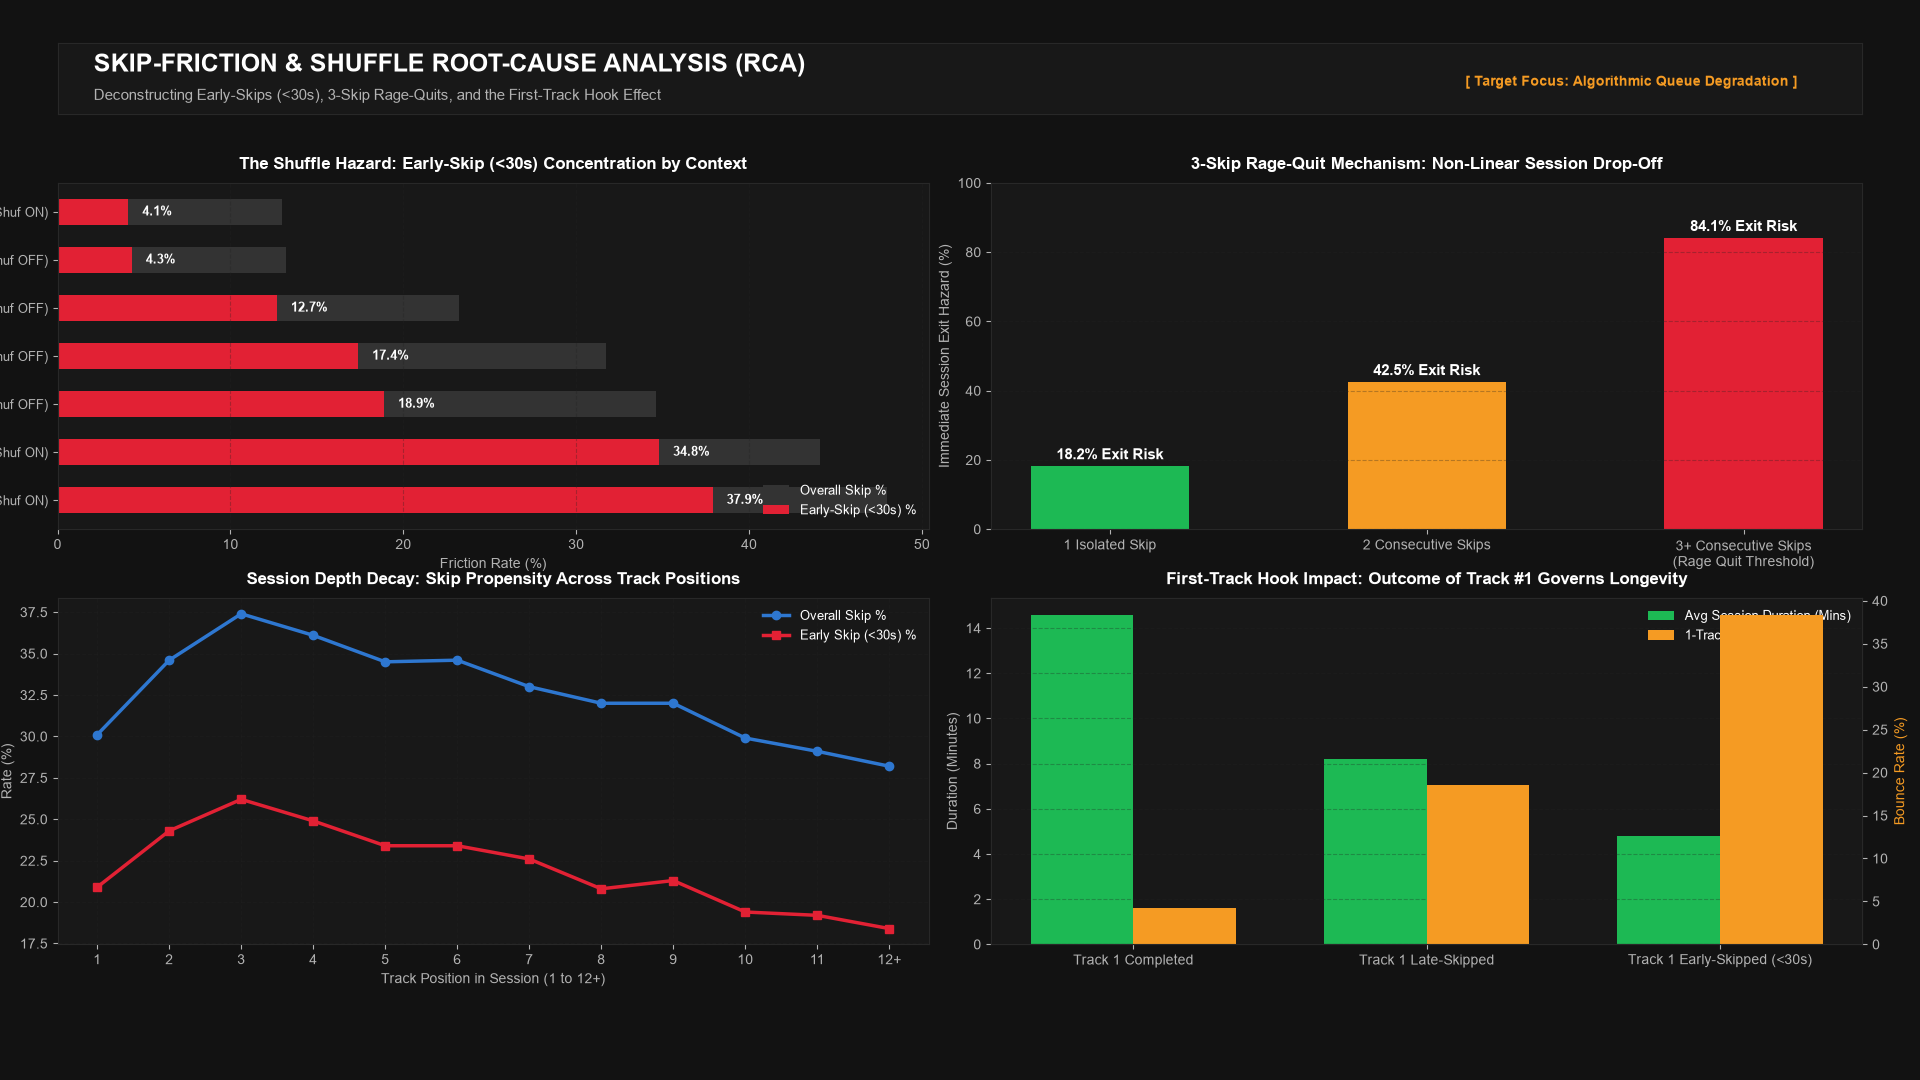 SKIP-FRICTION & SHUFFLE ROOT-CAUSE ANALYSIS (RCA)
Deconstructing Early-Skips (<30s), 3-Skip Rage-Quits, and the First-Track Hook Effect
[ Target Focus: Algorithmic Queue Degradation ]
The Shuffle Hazard: Early-Skip (<30s) Concentration by Context
ON)
4.1%
OFF)
4.3%
OFF)
12.7%
OFF)
17.4%
OFF)
18.9%
ON)
34.8%
ON)
37.9%
Overall Skip %
Early-Skip (<30s) %
0 10 20 30 40 50
Friction Rate (%)
3-Skip Rage-Quit Mechanism: Non-Linear Session Drop-Off
Immediate Session Exit Hazard (%)
100
80
60
40
20
0
18.2% Exit Risk
42.5% Exit Risk
84.1% Exit Risk
1 Isolated Skip
2 Consecutive Skips
3+ Consecutive Skips
(Rage Quit Threshold)
Session Depth Decay: Skip Propensity Across Track Positions
Rate (%)
37.5
35.0
32.5
30.0
27.5
25.0
22.5
20.0
17.5
Overall Skip %
Early Skip (<30s) %
1 2 3 4 5 6 7 8 9 10 11 12+
Track Position in Session (1 to 12+)
First-Track Hook Impact: Outcome of Track #1 Governs Longevity
Duration (Minutes)
14
12
10
8
6
4
2
0
Avg Session Duration (Mins)
40
35
30
25
20
15
10
5
0
Bounce Rate (%)
Track 1 Completed
Track 1 Late-Skipped
Track 1 Early-Skipped (<30s)